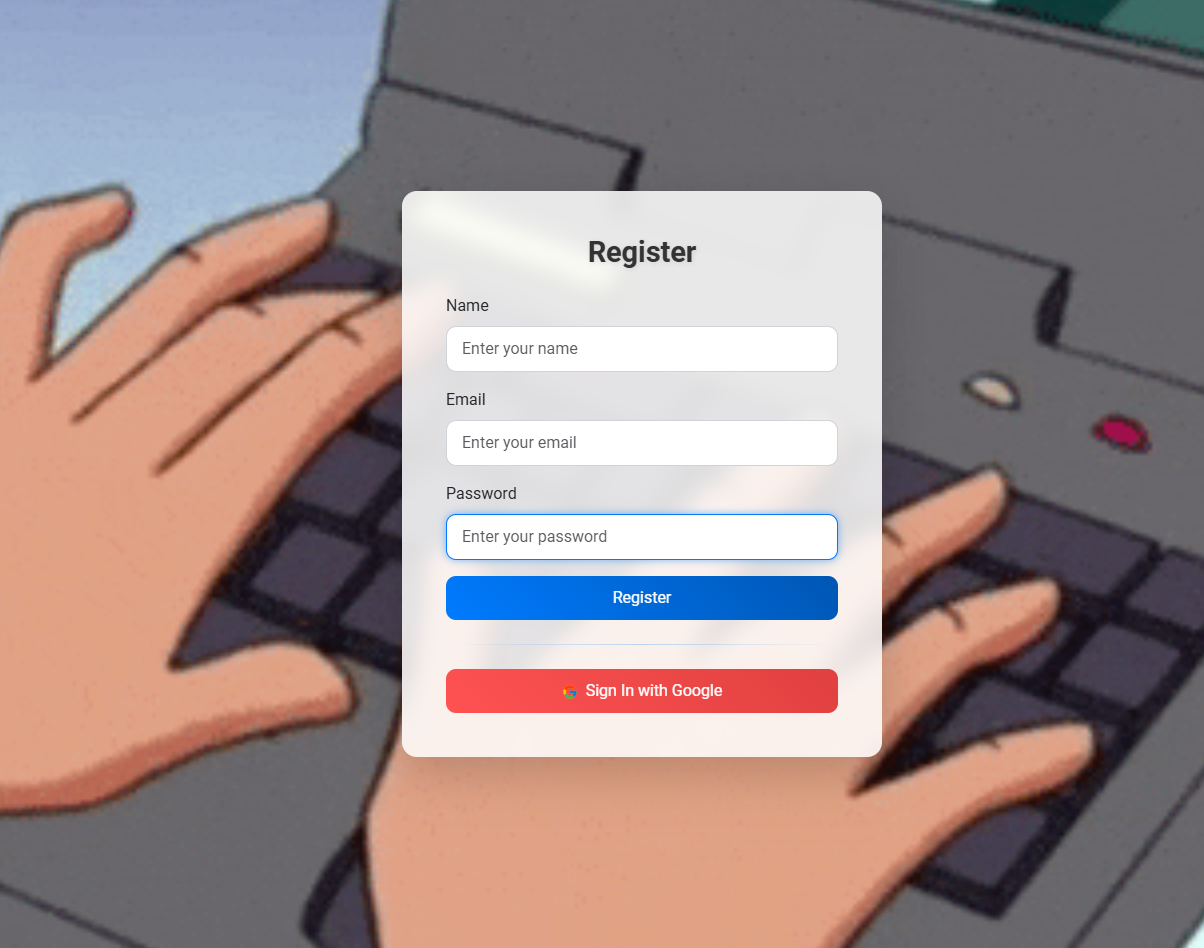 Register
Name
Enter your name
Email
Enter your email
Password
Enter your password
Register
Sign In with Google